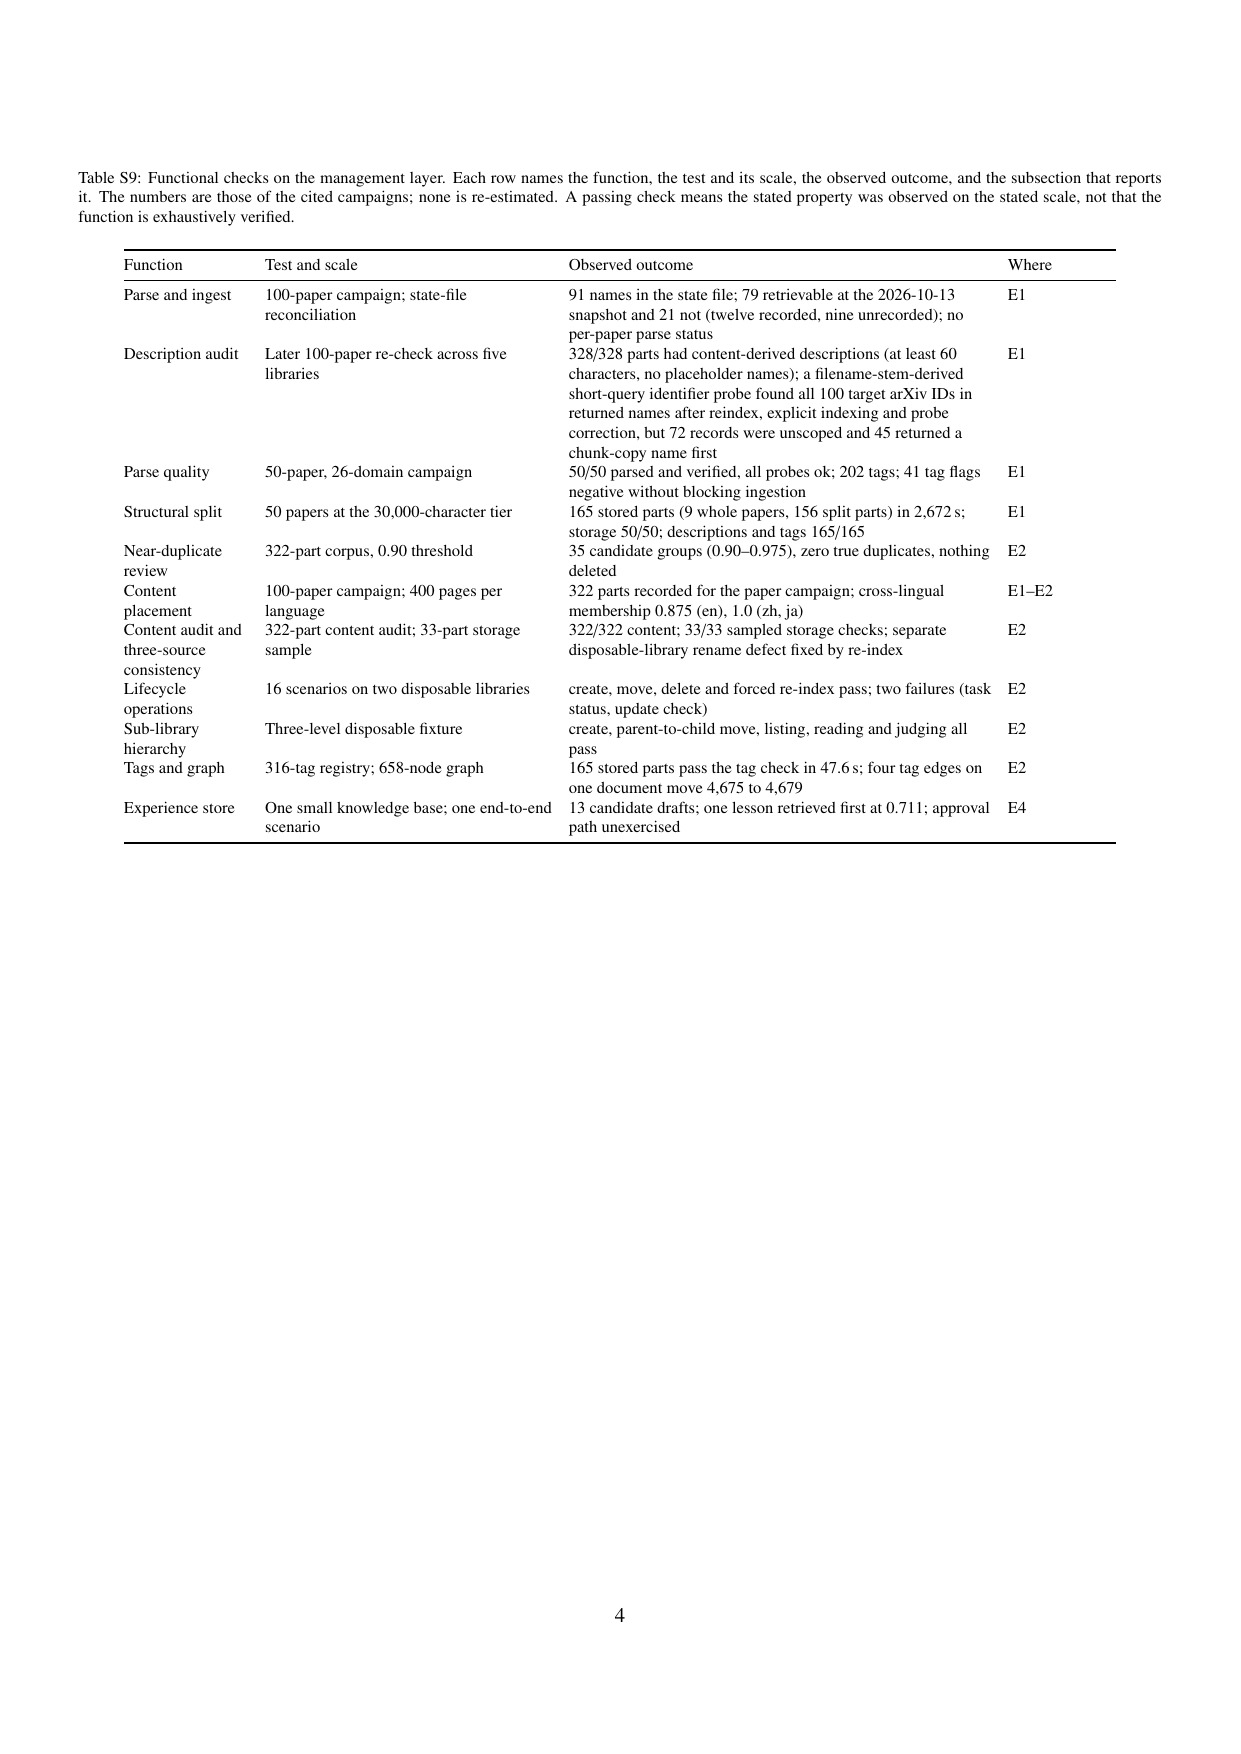 Table S9: Functional checks on the management layer. Each row names the function, the test and its scale, the observed outcome, and the subsection that reports
it. The numbers are those of the cited campaigns; none is re-estimated. A passing check means the stated property was observed on the stated scale, not that the
function is exhaustively verified.
Function Test and scale Observed outcome Where
Parse and ingest 100-paper campaign; state-file 91 names in the state file; 79 retrievable at the 2026-10-13 E1
reconciliation snapshot and 21 not (twelve recorded, nine unrecorded); no
per-paper parse status
Description audit Later 100-paper re-check across five 328/328 parts had content-derived descriptions (at least 60 E1
libraries characters, no placeholder names); a filename-stem-derived
short-query identifier probe found all 100 target arXiv IDs in
returned names after reindex, explicit indexing and probe
correction, but 72 records were unscoped and 45 returned a
chunk-copy name first
Parse quality 50-paper, 26-domain campaign 50/50 parsed and verified, all probes ok; 202 tags; 41 tag flags E1
negative without blocking ingestion
Structural split 50 papers at the 30,000-character tier 165 stored parts (9 whole papers, 156 split parts) in 2,672 s; E1
storage 50/50; descriptions and tags 165/165
Near-duplicate 322-part corpus, 0.90 threshold 35 candidate groups (0.90–0.975), zero true duplicates, nothing E2
review deleted
Content 100-paper campaign; 400 pages per 322 parts recorded for the paper campaign; cross-lingual E1–E2
placement language membership 0.875 (en), 1.0 (zh, ja)
Content audit and 322-part content audit; 33-part storage 322/322 content; 33/33 sampled storage checks; separate E2
three-source sample disposable-library rename defect fixed by re-index
consistency
Lifecycle 16 scenarios on two disposable libraries create, move, delete and forced re-index pass; two failures (task E2
operations status, update check)
Sub-library Three-level disposable fixture create, parent-to-child move, listing, reading and judging all E2
hierarchy pass
Tags and graph 316-tag registry; 658-node graph 165 stored parts pass the tag check in 47.6 s; four tag edges on E2
one document move 4,675 to 4,679
Experience store One small knowledge base; one end-to-end 13 candidate drafts; one lesson retrieved first at 0.711; approval E4
scenario path unexercised
4